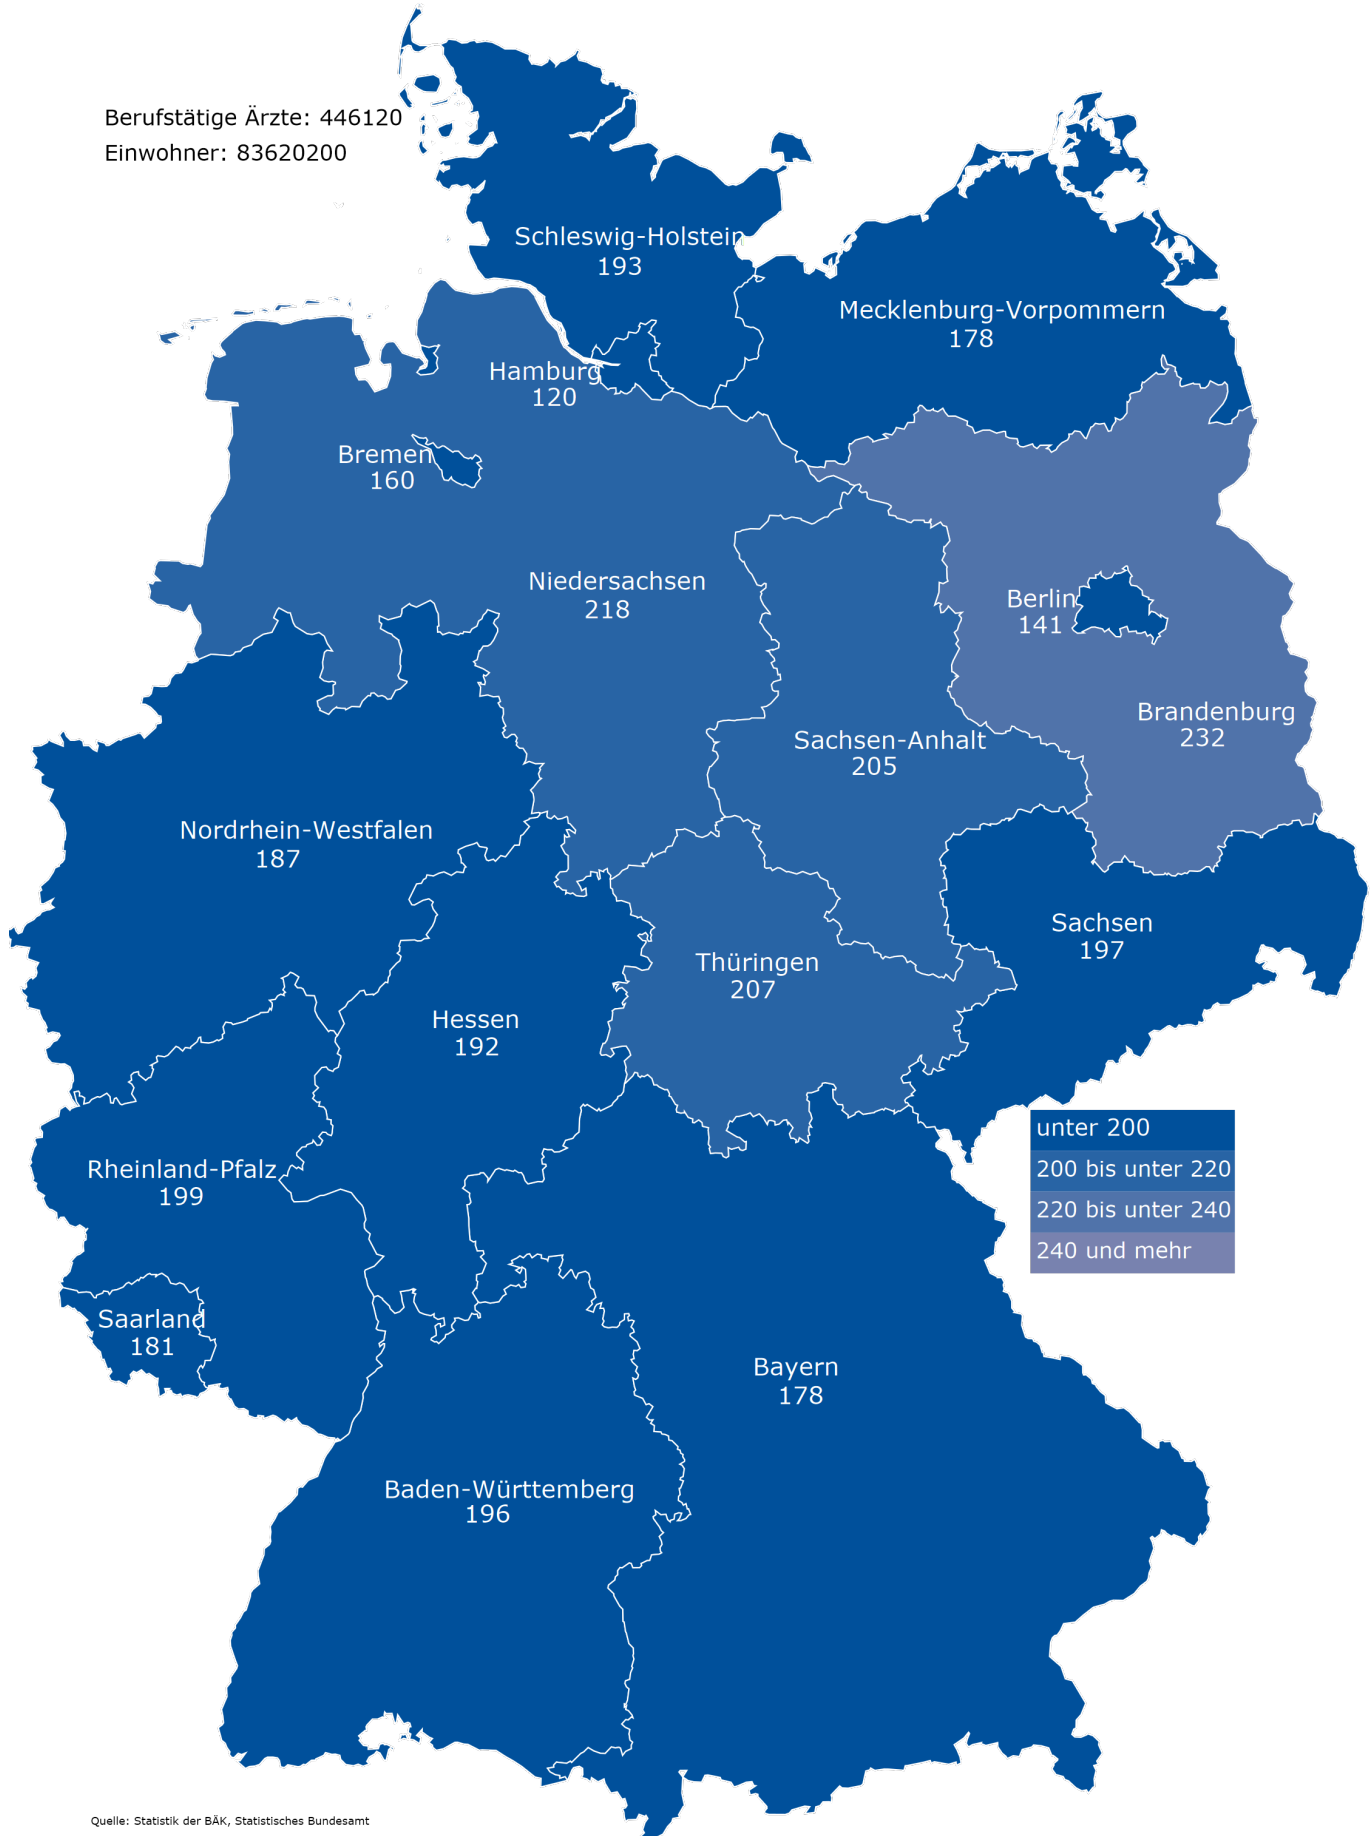 Berufstätige Ärzte: 446120
Einwohner: 83620200
Schleswig-Holstein
193
Mecklenburg-Vorpommern
178
Hamburg
120
Bremen
160
Niedersachsen
218
Berlin
141
Brandenburg
232
Sachsen-Anhalt
205
Nordrhein-Westfalen
187
Sachsen
197
Thüringen
207
Hessen
192
Rheinland-Pfalz
199
unter 200
200 bis unter 220
220 bis unter 240
240 und mehr
Saarland
181
Bayern
178
Baden-Württemberg
196
Quelle: Statistik der BÄK, Statistisches Bundesamt